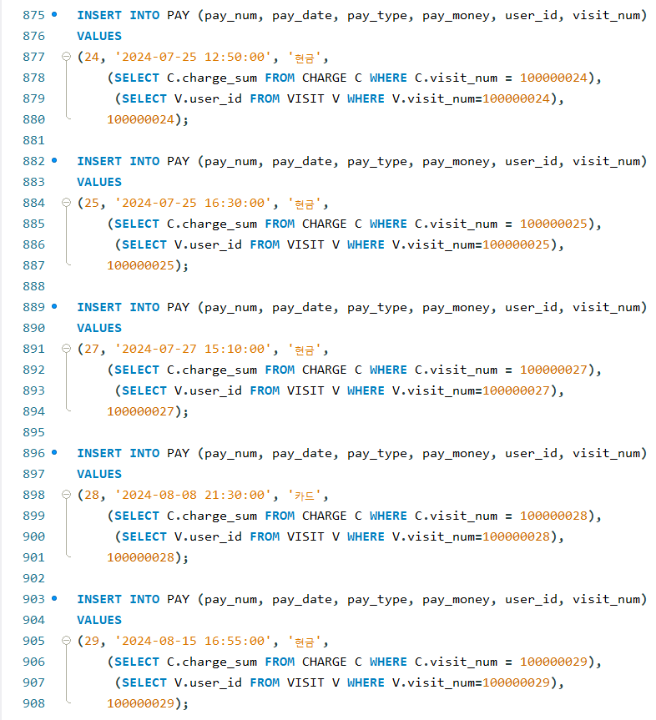 875 INSERT INTO PAY (pay_num, pay_date, pay_type, pay_money, user_id, visit_num)
876 VALUES
877 (24, '2024-07-25 12:50:00', '현금',
878 (SELECT C.charge_sum FROM CHARGE C WHERE C.visit_num = 100000024),
879 (SELECT V.user_id FROM VISIT V WHERE V.visit_num=100000024),
880 100000024);
881
882 INSERT INTO PAY (pay_num, pay_date, pay_type, pay_money, user_id, visit_num)
883 VALUES
884 (25, '2024-07-25 16:30:00', '현금',
885 (SELECT C.charge_sum FROM CHARGE C WHERE C.visit_num = 100000025),
886 (SELECT V.user_id FROM VISIT V WHERE V.visit_num=100000025),
887 100000025);
888
889 INSERT INTO PAY (pay_num, pay_date, pay_type, pay_money, user_id, visit_num)
890 VALUES
891 (27, '2024-07-27 15:10:00', '현금',
892 (SELECT C.charge_sum FROM CHARGE C WHERE C.visit_num = 100000027),
893 (SELECT V.user_id FROM VISIT V WHERE V.visit_num=100000027),
894 100000027);
895
896 INSERT INTO PAY (pay_num, pay_date, pay_type, pay_money, user_id, visit_num)
897 VALUES
898 (28, '2024-08-08 21:30:00', '카드',
899 (SELECT C.charge_sum FROM CHARGE C WHERE C.visit_num = 100000028),
900 (SELECT V.user_id FROM VISIT V WHERE V.visit_num=100000028),
901 100000028);
902
903 INSERT INTO PAY (pay_num, pay_date, pay_type, pay_money, user_id, visit_num)
904 VALUES
905 (29, '2024-08-15 16:55:00', '현금',
906 (SELECT C.charge_sum FROM CHARGE C WHERE C.visit_num = 100000029),
907 (SELECT V.user_id FROM VISIT V WHERE V.visit_num=100000029),
908 100000029);